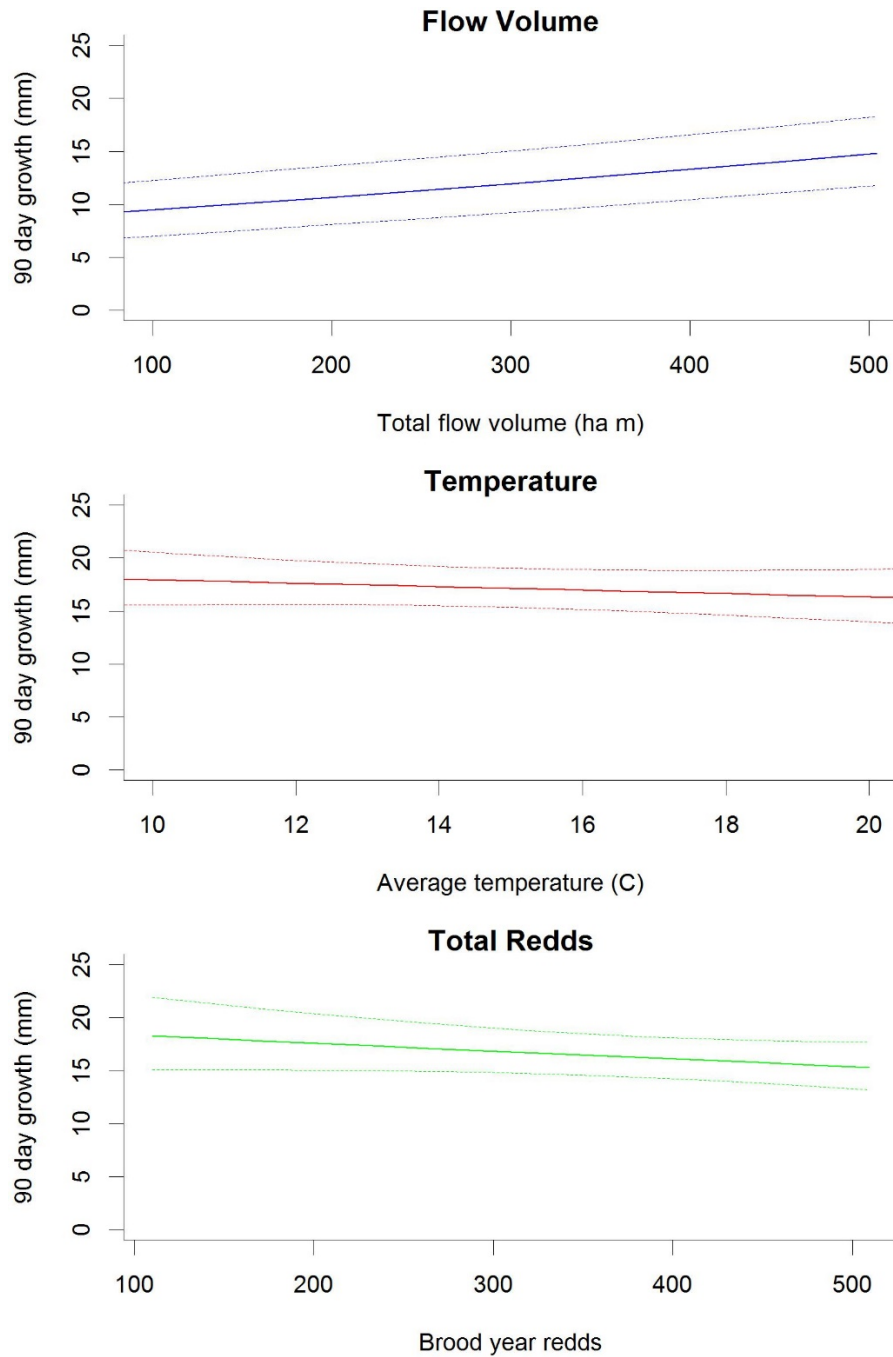 Flow Volume
25
20
15
10
5
0
90 day growth (mm)
100 200 300 400 500
Total flow volume (ha m)
Temperature
25
20
15
10
5
0
90 day growth (mm)
10 12 14 16 18 20
Average temperature (C)
Total Redds
25
20
15
10
5
0
90 day growth (mm)
100 200 300 400 500
Brood year redds